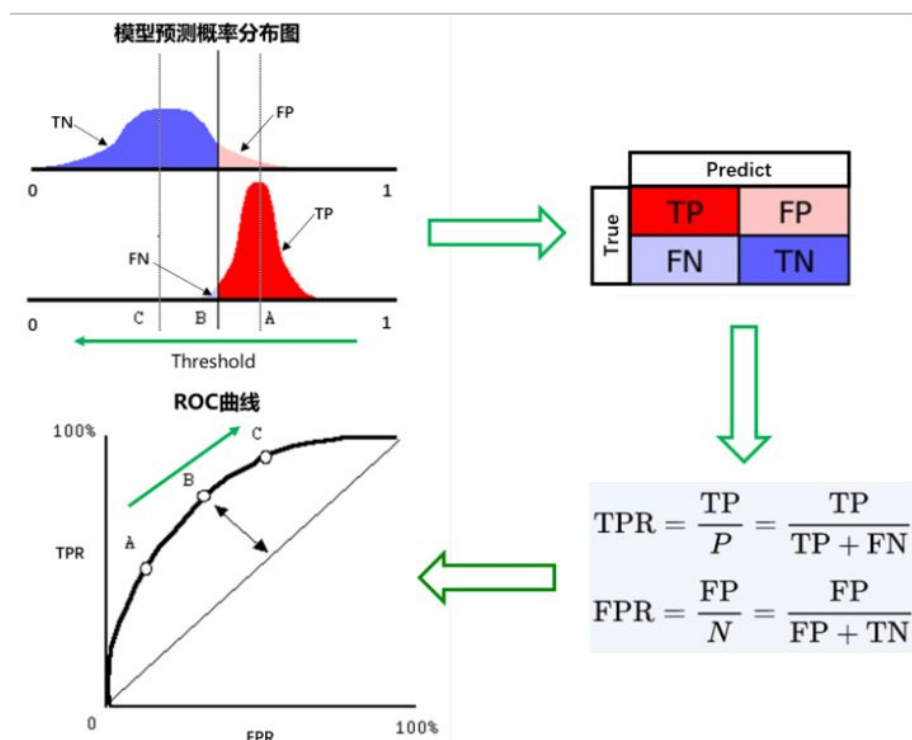 模型预测概率分布图
TN
FP
0
1
TP
FN
0
C
B
A
1
Threshold
Predict
True
TP
FP
FN
TN
ROC曲线
100%
C
B
A
TPR
0
FPR
100%
TPR = TP/P = TP/(TP + FN)
FPR = FP/N = FP/(FP + TN)